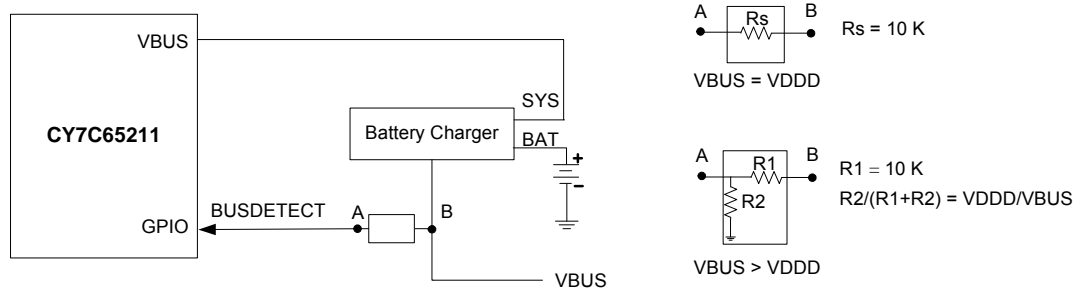 VBUS
CY7C65211
GPIO
BUSDETECT
SYS
Battery Charger
BAT
+
-
A
B
VBUS
A
B
Rs
Rs = 10 K
VBUS = VDDD
A
B
R1
R2
R1 = 10 K
R2/(R1+R2) = VDDD/VBUS
VBUS > VDDD